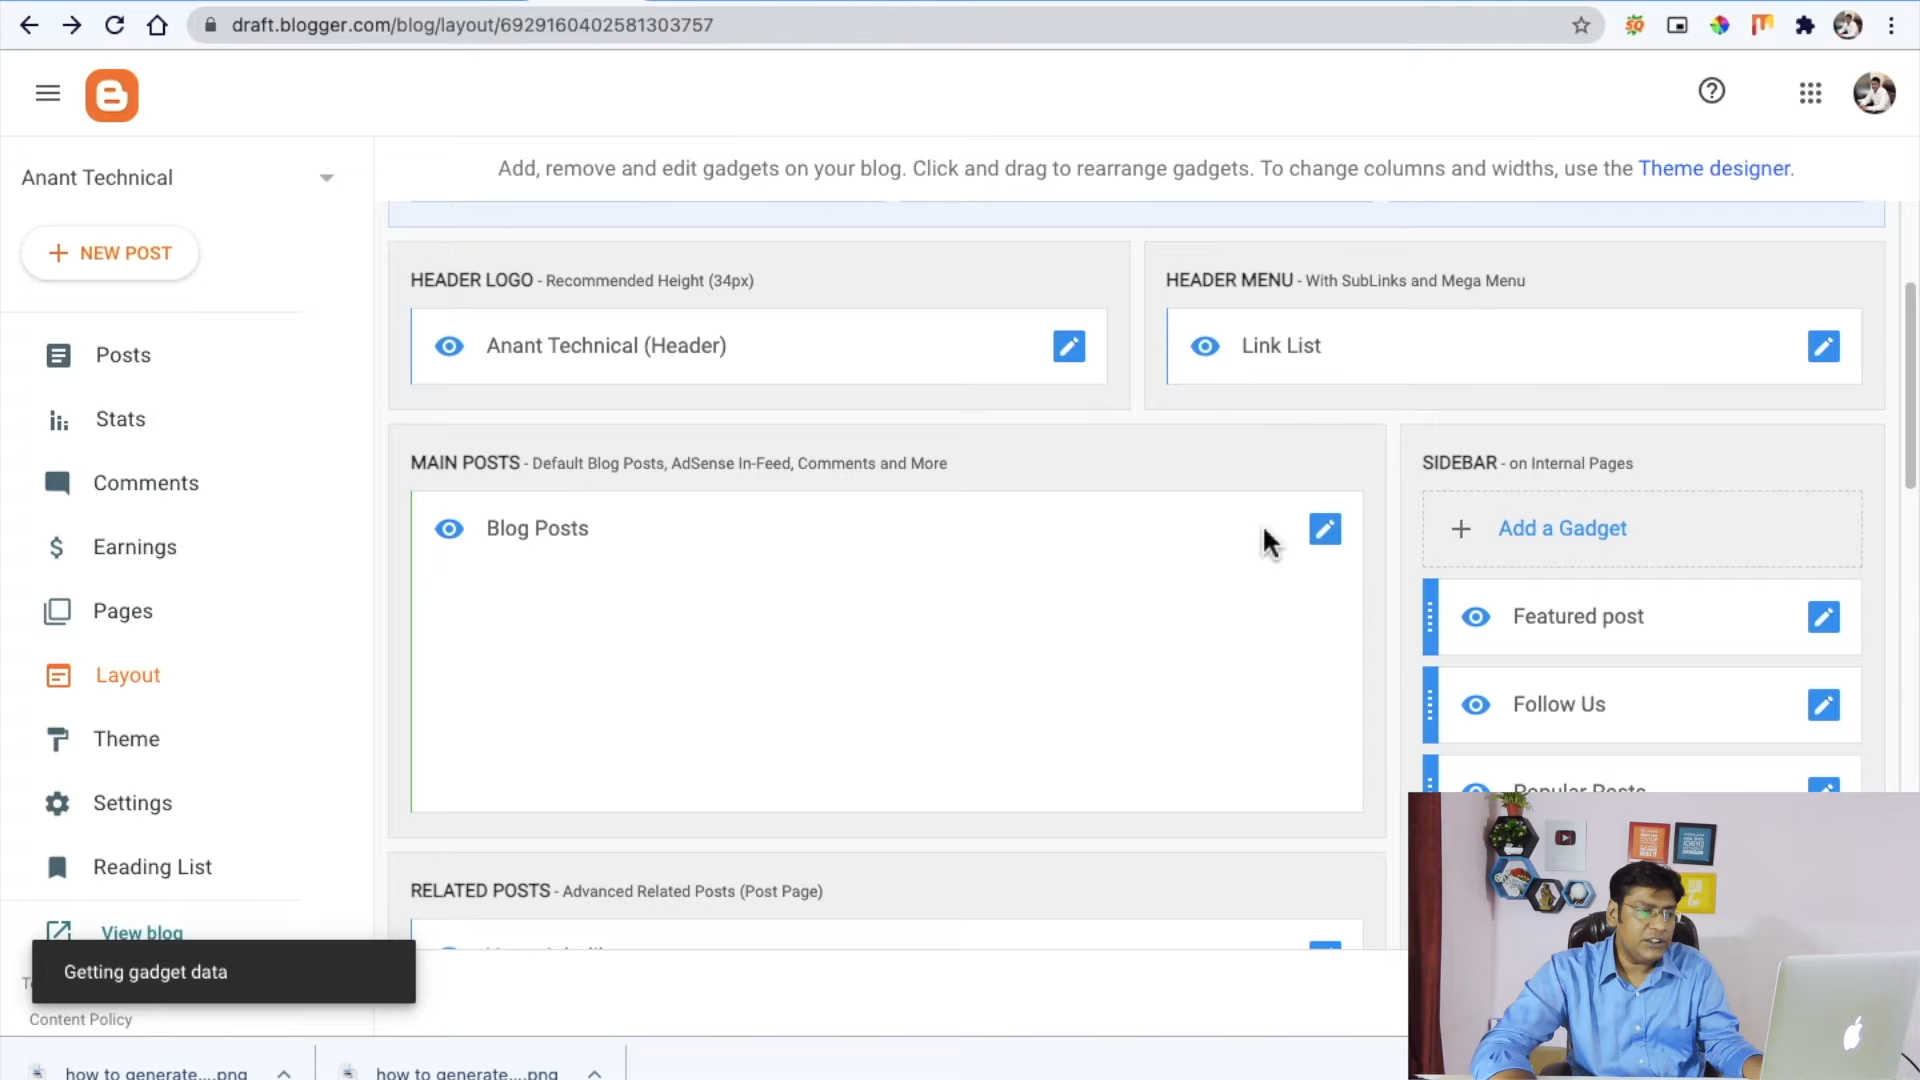 draft.blogger.com/blog/layout/6929160402581303757
Anant Technical
Add, remove and edit gadgets on your blog. Click and drag to rearrange gadgets. To change columns and widths, use the Theme designer.
NEW POST
HEADER LOGO - Recommended Height (34px)
HEADER MENU - With SubLinks and Mega Menu
Anant Technical (Header)
Link List
Posts
Stats
Comments
Earnings
Pages
Layout
Theme
Settings
Reading List
View blog
MAIN POSTS - Default Blog Posts, AdSense In-Feed, Comments and More
Blog Posts
SIDEBAR - on Internal Pages
Add a Gadget
Featured post
Follow Us
Popular Posts
RELATED POSTS - Advanced Related Posts (Post Page)
Getting gadget data
Content Policy
how to generate....png
how to generate....png